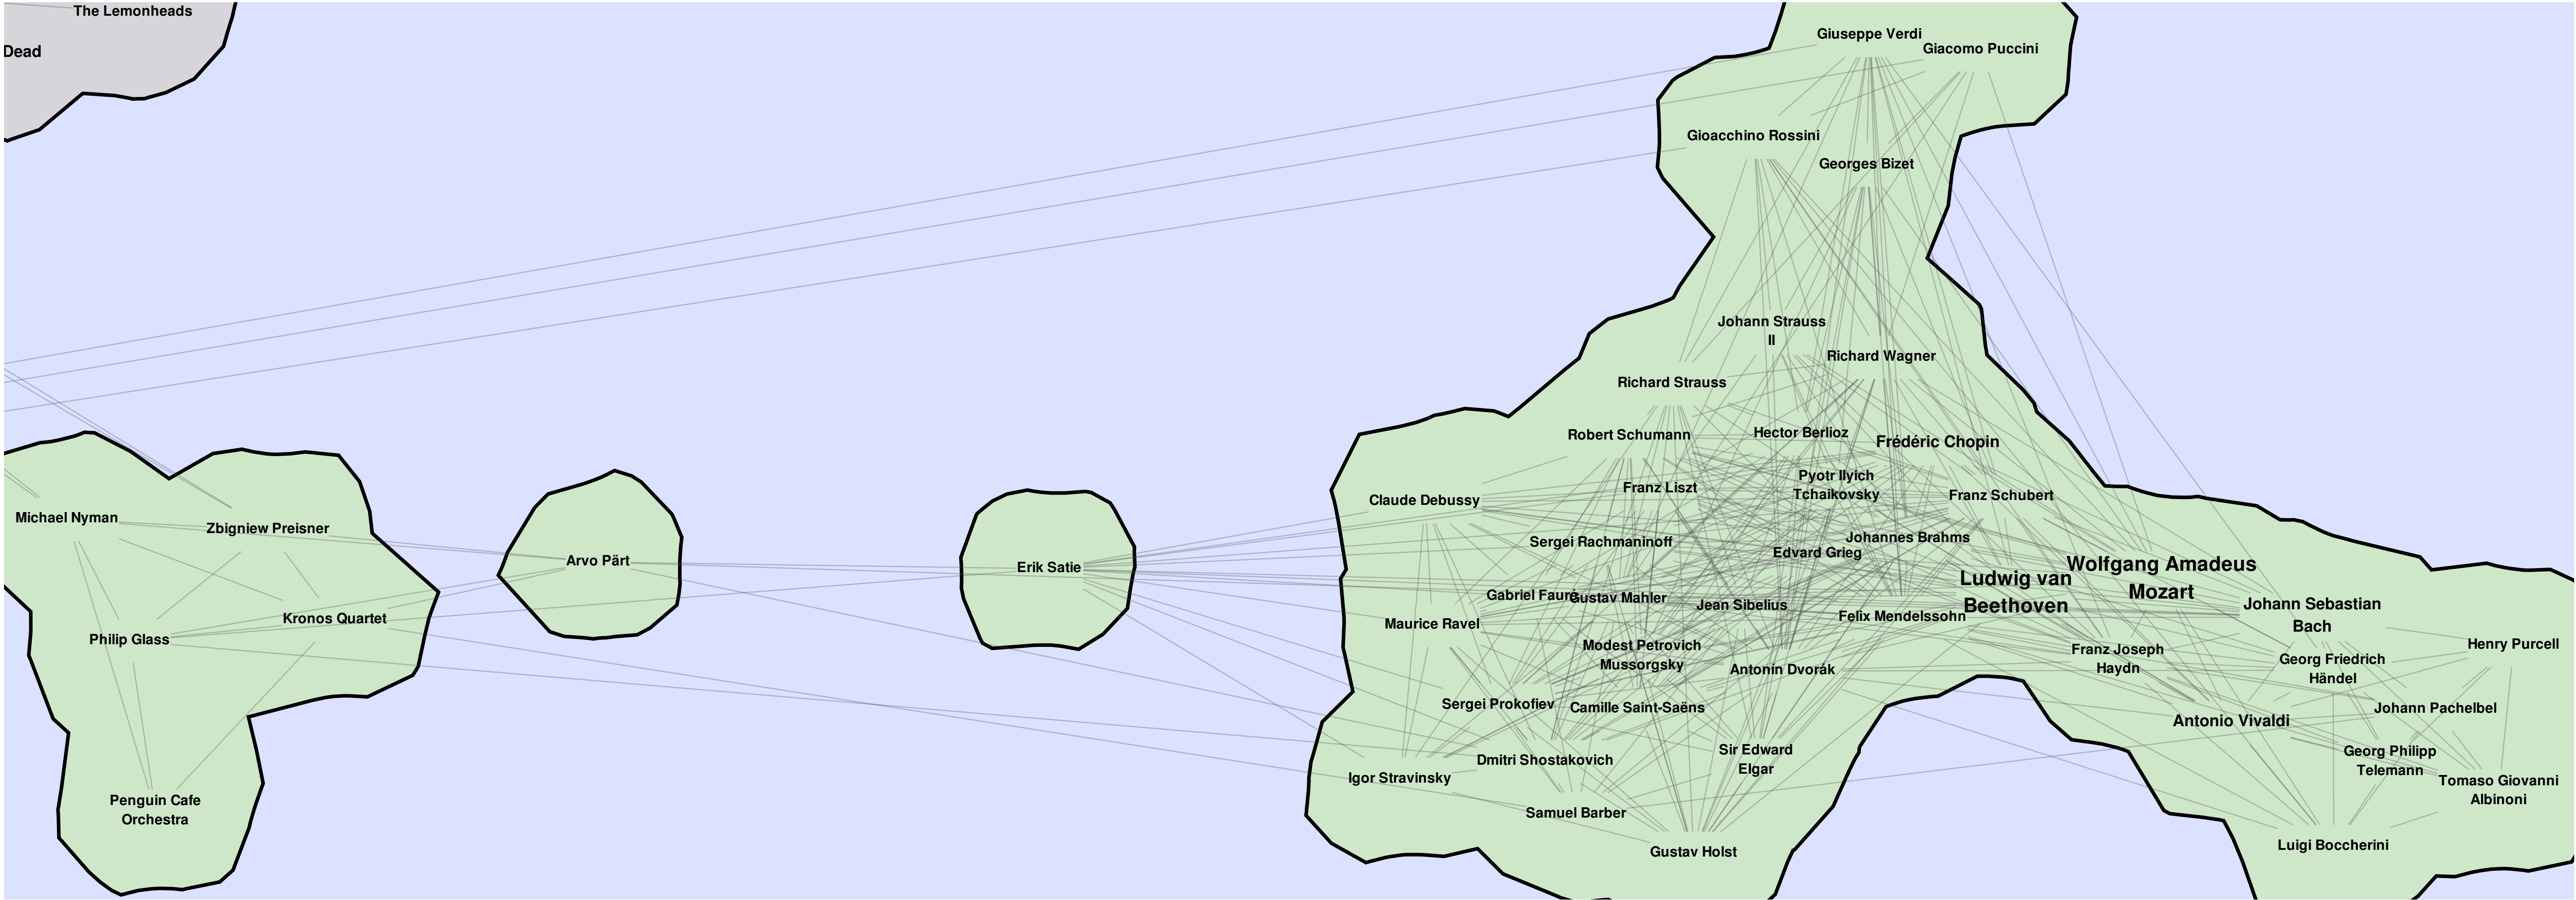 The Lemonheads
Dead
Giuseppe Verdi
Giacomo Puccini
Gioacchino Rossini
Georges Bizet
Johann Strauss
II
Richard Wagner
Richard Strauss
Robert Schumann
Hector Berlioz
Frédéric Chopin
Pyotr Ilyich
Tchaikovsky
Franz Liszt
Franz Schubert
Claude Debussy
Michael Nyman
Zbigniew Preisner
Arvo Pärt
Erik Satie
Sergei Rachmaninoff
Johannes Brahms
Edvard Grieg
Wolfgang Amadeus
Mozart
Ludwig van
Beethoven
Gabriel Fauré
Gustav Mahler
Jean Sibelius
Felix Mendelssohn
Johann Sebastian
Bach
Kronos Quartet
Philip Glass
Maurice Ravel
Modest Petrovich
Mussorgsky
Antonín Dvorák
Franz Joseph
Haydn
Georg Friedrich
Händel
Henry Purcell
Sergei Prokofiev
Camille Saint-Saëns
Johann Pachelbel
Antonio Vivaldi
Georg Philipp
Telemann
Sir Edward
Elgar
Dmitri Shostakovich
Igor Stravinsky
Tomaso Giovanni
Albinoni
Penguin Cafe
Orchestra
Samuel Barber
Gustav Holst
Luigi Boccherini